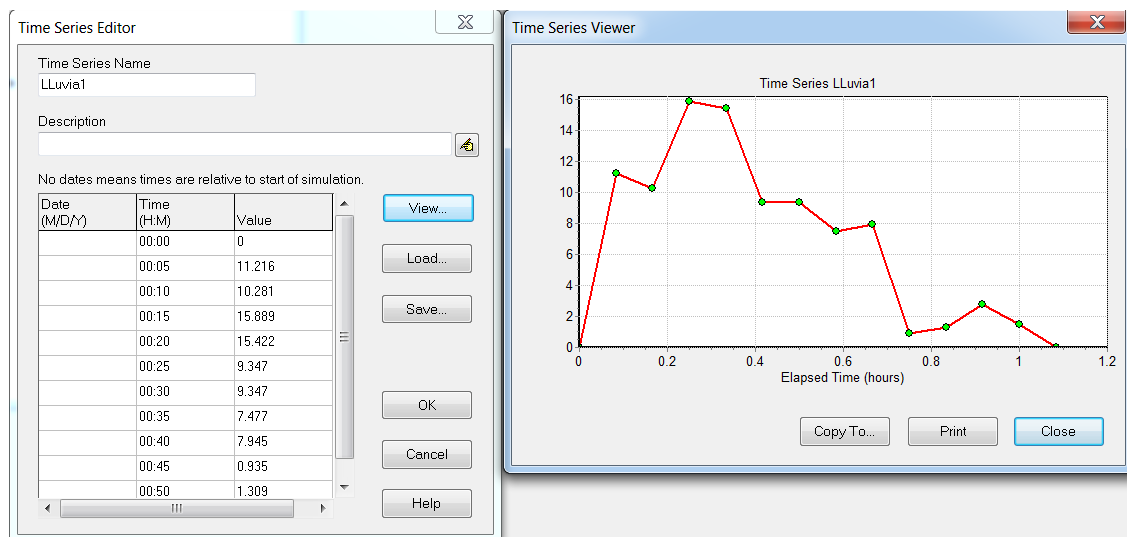 Time Series Editor
Time Series Name
LLuvia1
Description
No dates means times are relative to start of simulation.
Date (M/D/Y) Time (H:M) Value
00:00 0
00:05 11.216
00:10 10.281
00:15 15.889
00:20 15.422
00:25 9.347
00:30 9.347
00:35 7.477
00:40 7.945
00:45 0.935
00:50 1.309
View...
Load...
Save...
OK
Cancel
Help
Time Series Viewer
Time Series LLuvia1
16
14
12
10
8
6
4
2
0
0 0.2 0.4 0.6 0.8 1 1.2
Elapsed Time (hours)
Copy To... Print Close